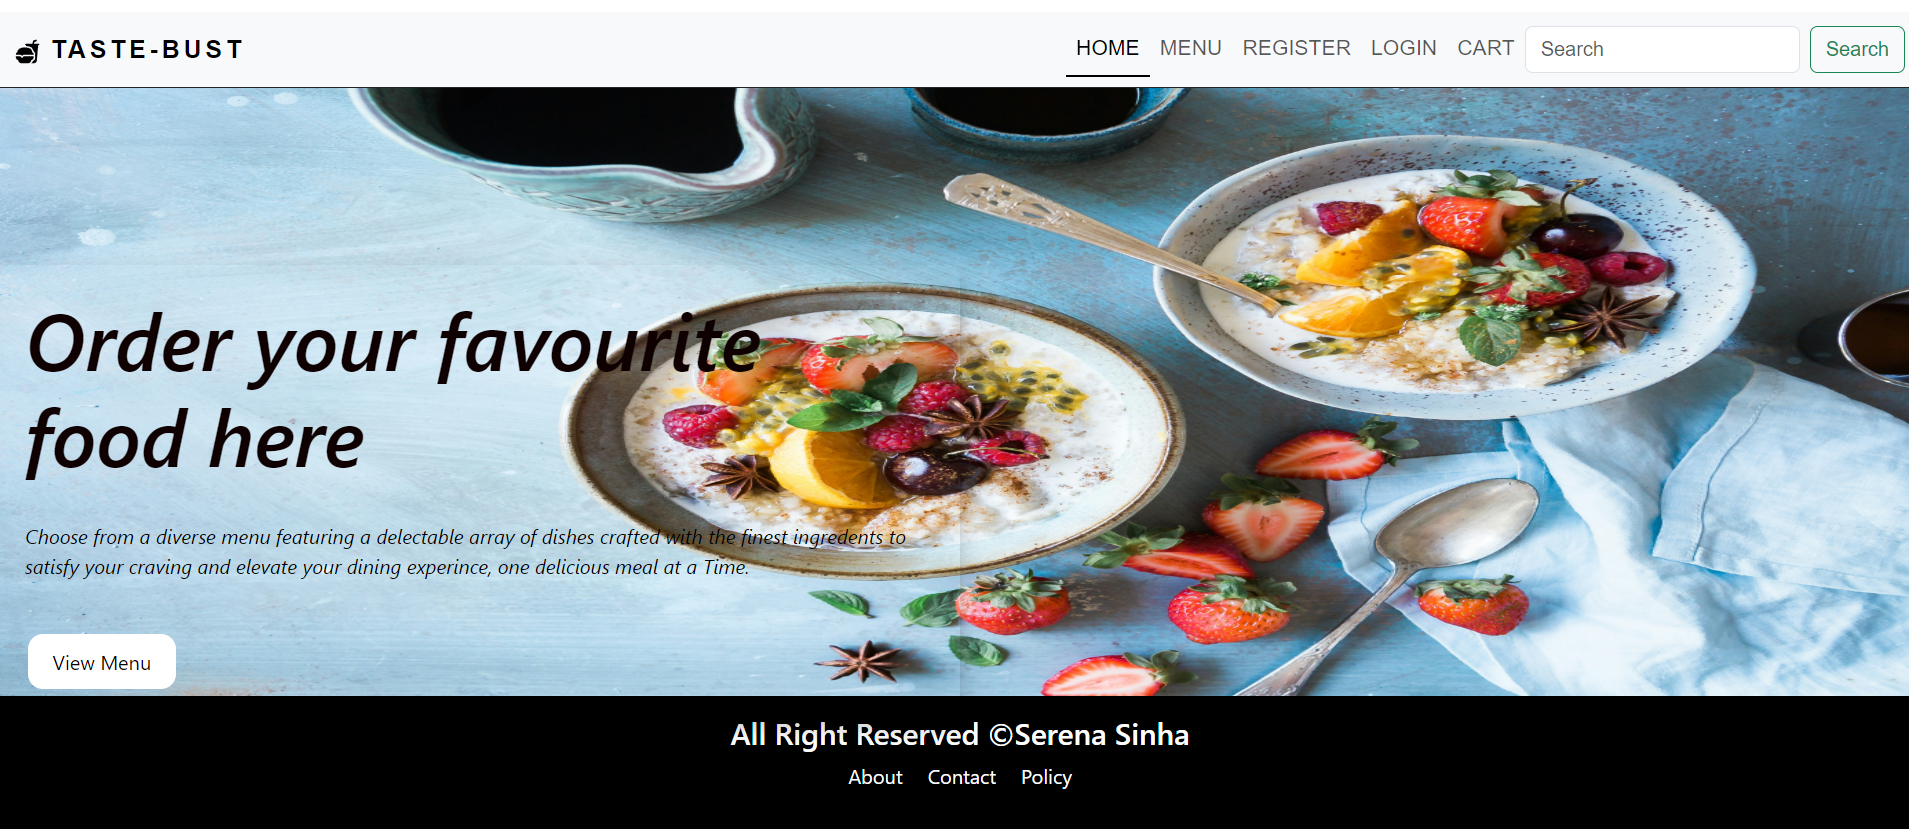 TASTE-BUST
HOME MENU REGISTER LOGIN CART Search Search
Order your favourite
food here
Choose from a diverse menu featuring a delectable array of dishes crafted with the finest ingredents to
satisfy your craving and elevate your dining experince, one delicious meal at a Time.
View Menu
All Right Reserved ©Serena Sinha
About Contact Policy